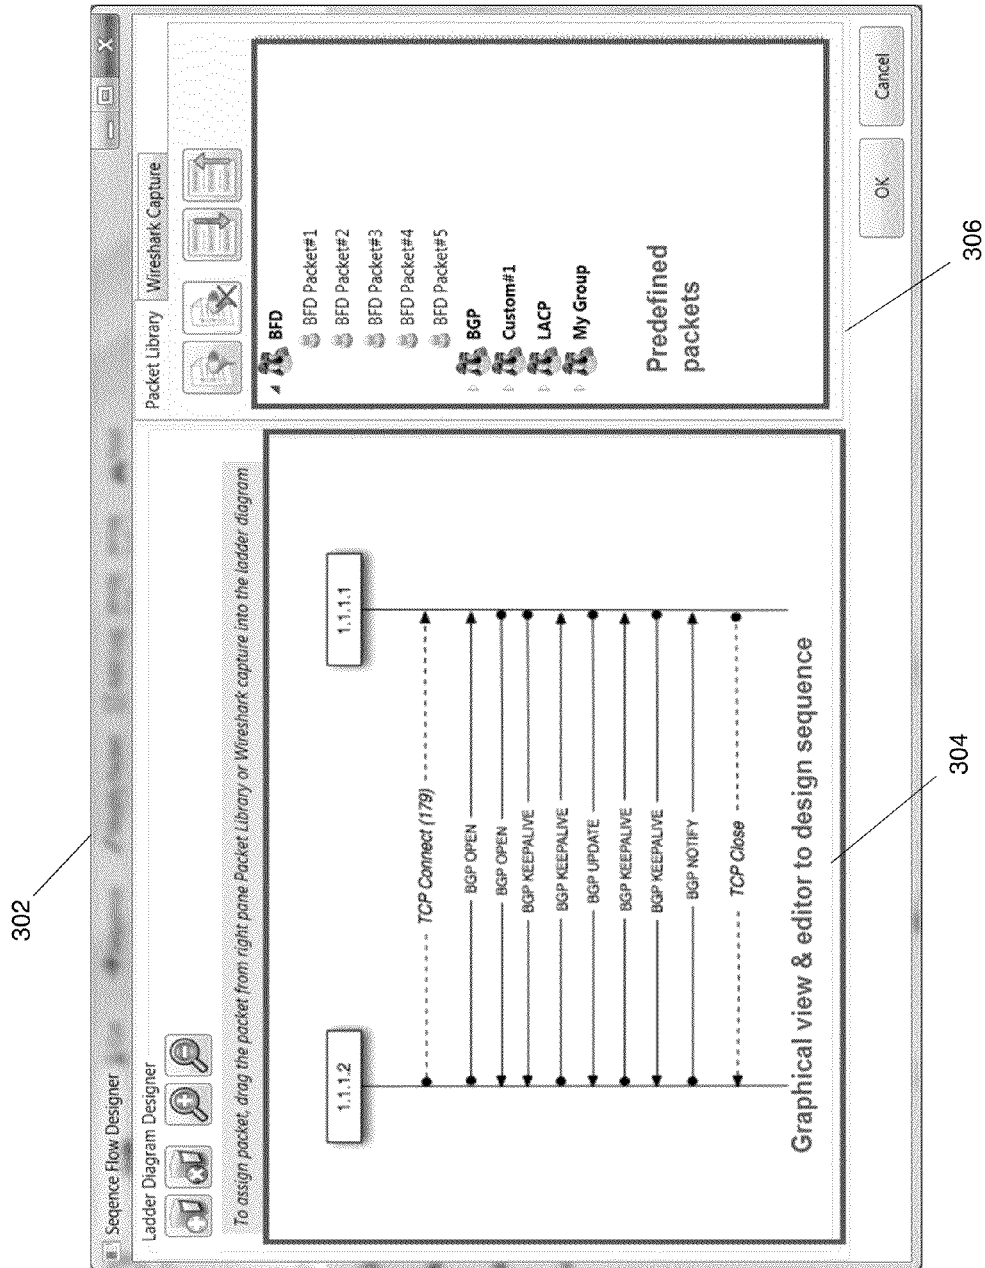 302
Seqence Flow Designer
X
Ladder Diagram Designer
To assign packet, drag the packet from right pane Packet Library or Wireshark capture into the ladder diagram
1.1.2
1.1.1
TCP Connect (179)
BGP OPEN
BGP OPEN
BGP KEEPALIVE
BGP KEEPALIVE
BGP UPDATE
BGP KEEPALIVE
BGP KEEPALIVE
BGP NOTIFY
TCP Close
Graphical view & editor to design sequence
304
Packet Library
Wireshark Capture
BFD
BFD Packet#1
BFD Packet#2
BFD Packet#3
BFD Packet#4
BFD Packet#5
BGP
Custom#1
LACP
My Group
Predefined
packets
306
OK
Cancel